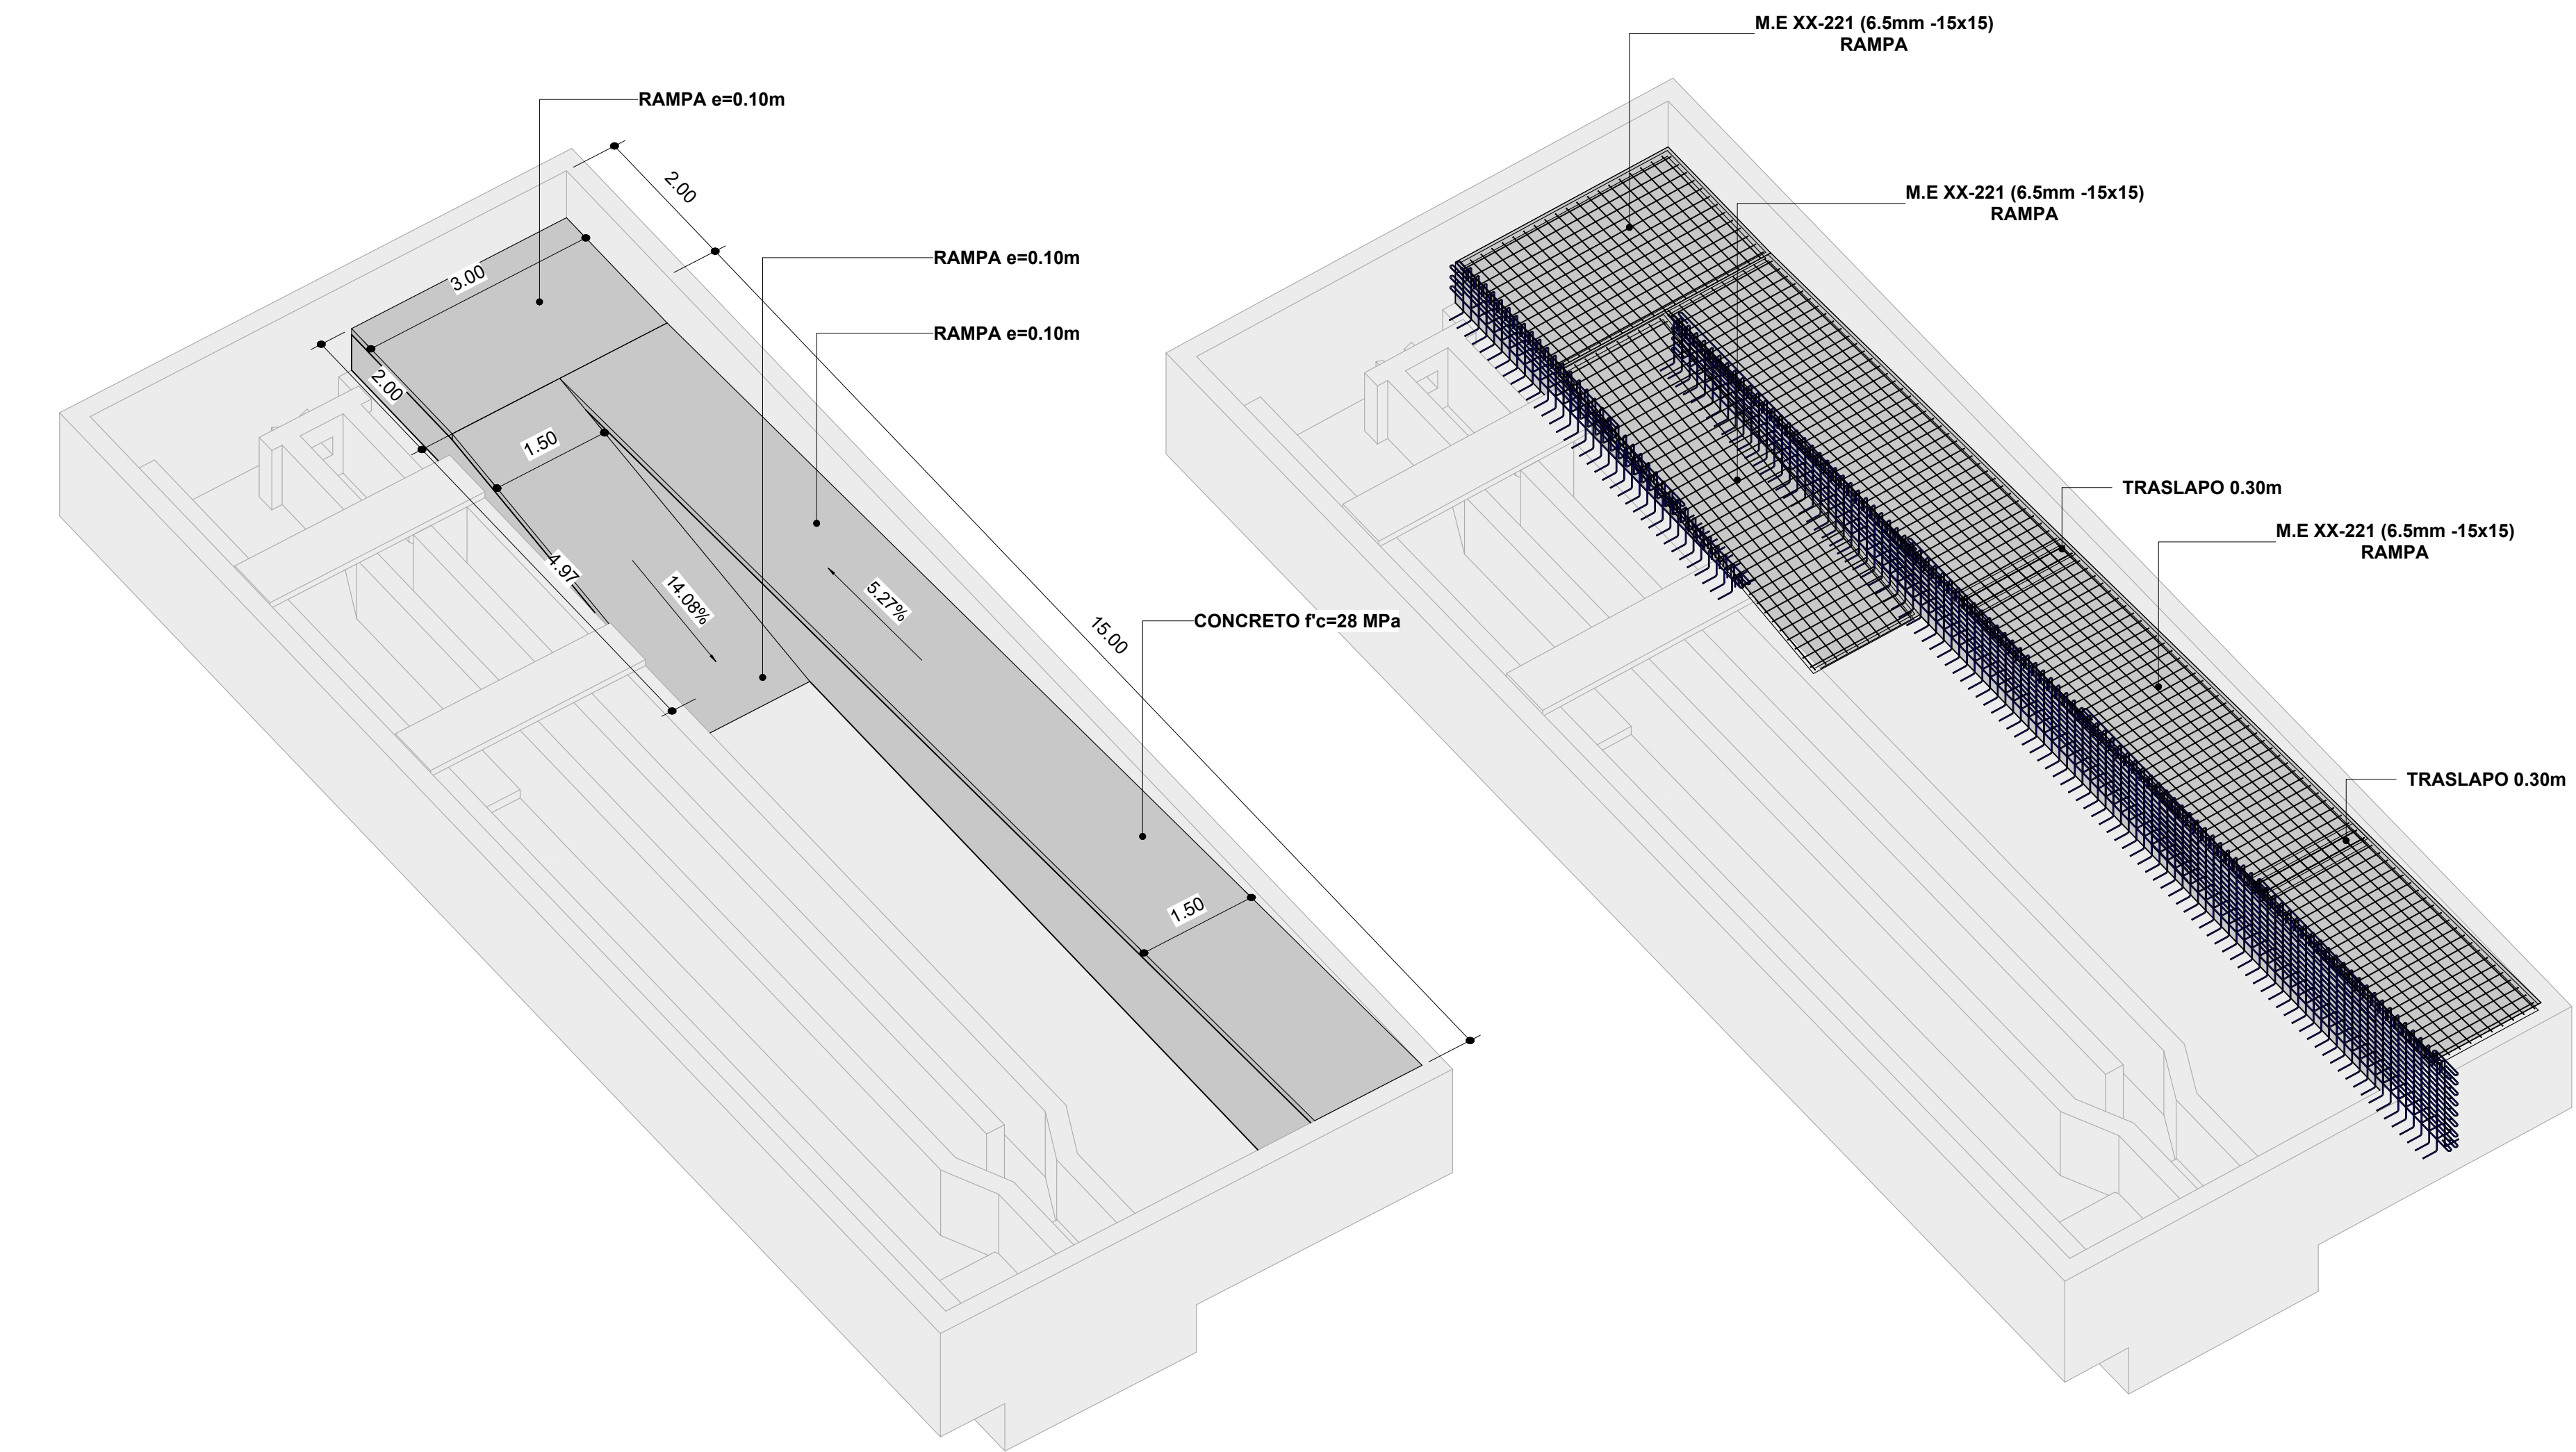 RAMPA e=0.10m
2.00
3.00
RAMPA e=0.10m
RAMPA e=0.10m
2.00
1.50
4.97
14.08%
5.27%
CONCRETO f'c=28 MPa
15.00
1.50
M.E XX-221 (6.5mm -15x15)
RAMPA
M.E XX-221 (6.5mm -15x15)
RAMPA
TRASLAPO 0.30m
M.E XX-221 (6.5mm -15x15)
RAMPA
TRASLAPO 0.30m